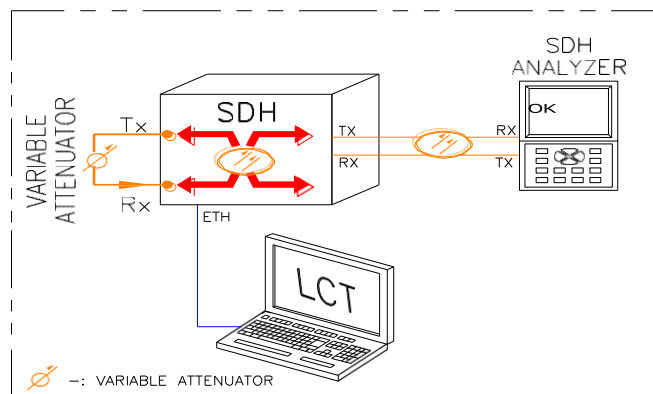 SDH
ANALYZER
VARIABLE
ATTENUATOR
Tx
SDH
TX
RX
OK
RX
TX
Rx
ETH
LCT
-: VARIABLE ATTENUATOR